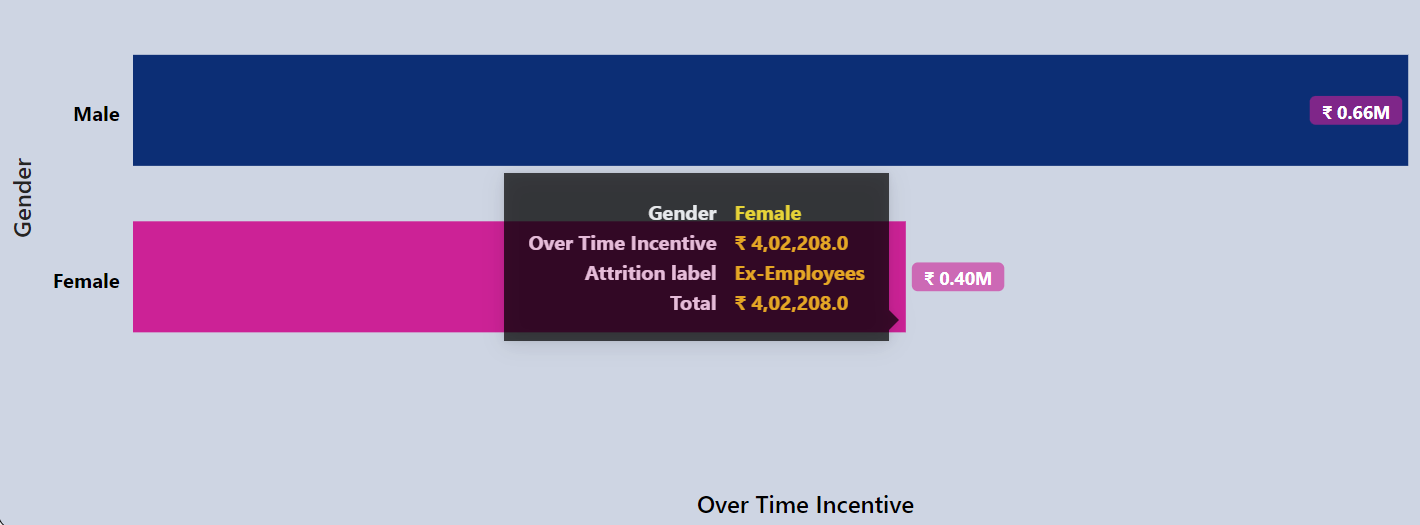 Gender
Male
₹ 0.66M
Female
₹ 0.40M
Gender Female
Over Time Incentive ₹ 4,02,208.0
Attrition label Ex-Employees
Total ₹ 4,02,208.0
Over Time Incentive